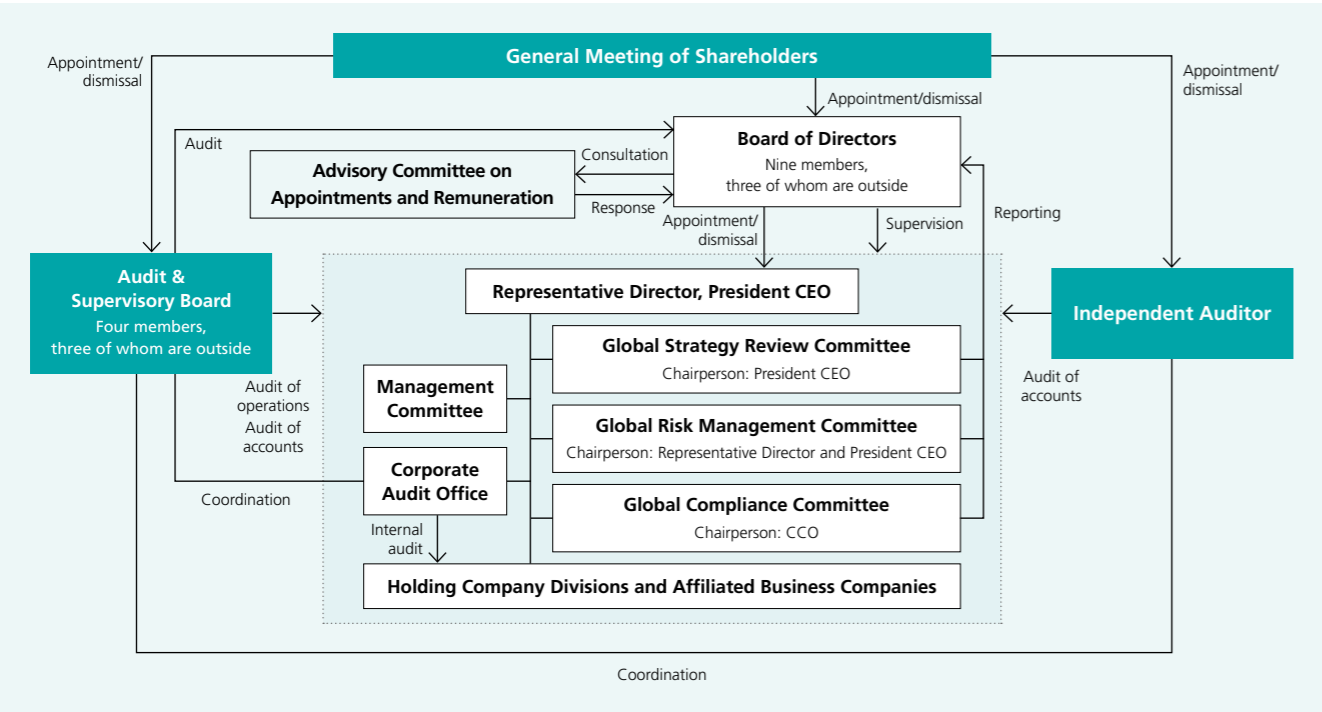 General Meeting of Shareholders
Appointment/
dismissal
Appointment/dismissal
Appointment/
dismissal
Audit
Board of Directors
Nine members,
three of whom are outside
Consultation
Advisory Committee on
Appointments and Remuneration
Response
Appointment/
dismissal
Supervision
Reporting
Audit &
Supervisory Board
Four members,
three of whom are outside
Representative Director, President CEO
Independent Auditor
Global Strategy Review Committee
Chairperson: President CEO
Audit of
operations
Audit of
accounts
Management
Committee
Audit of
accounts
Global Risk Management Committee
Chairperson: Representative Director and President CEO
Corporate
Audit Office
Coordination
Global Compliance Committee
Chairperson: CCO
Internal
audit
Holding Company Divisions and Affiliated Business Companies
Coordination